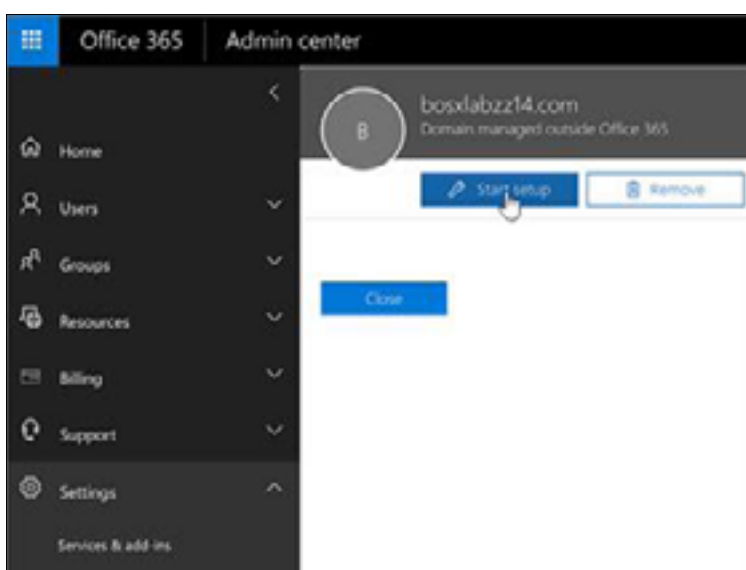 Office 365 Admin center
bosxlabzz14.com
B
Domain managed outside Office 365
Home
Start setup
Remove
Users
Groups
Close
Resources
Billing
Support
Settings
Services & add-ins